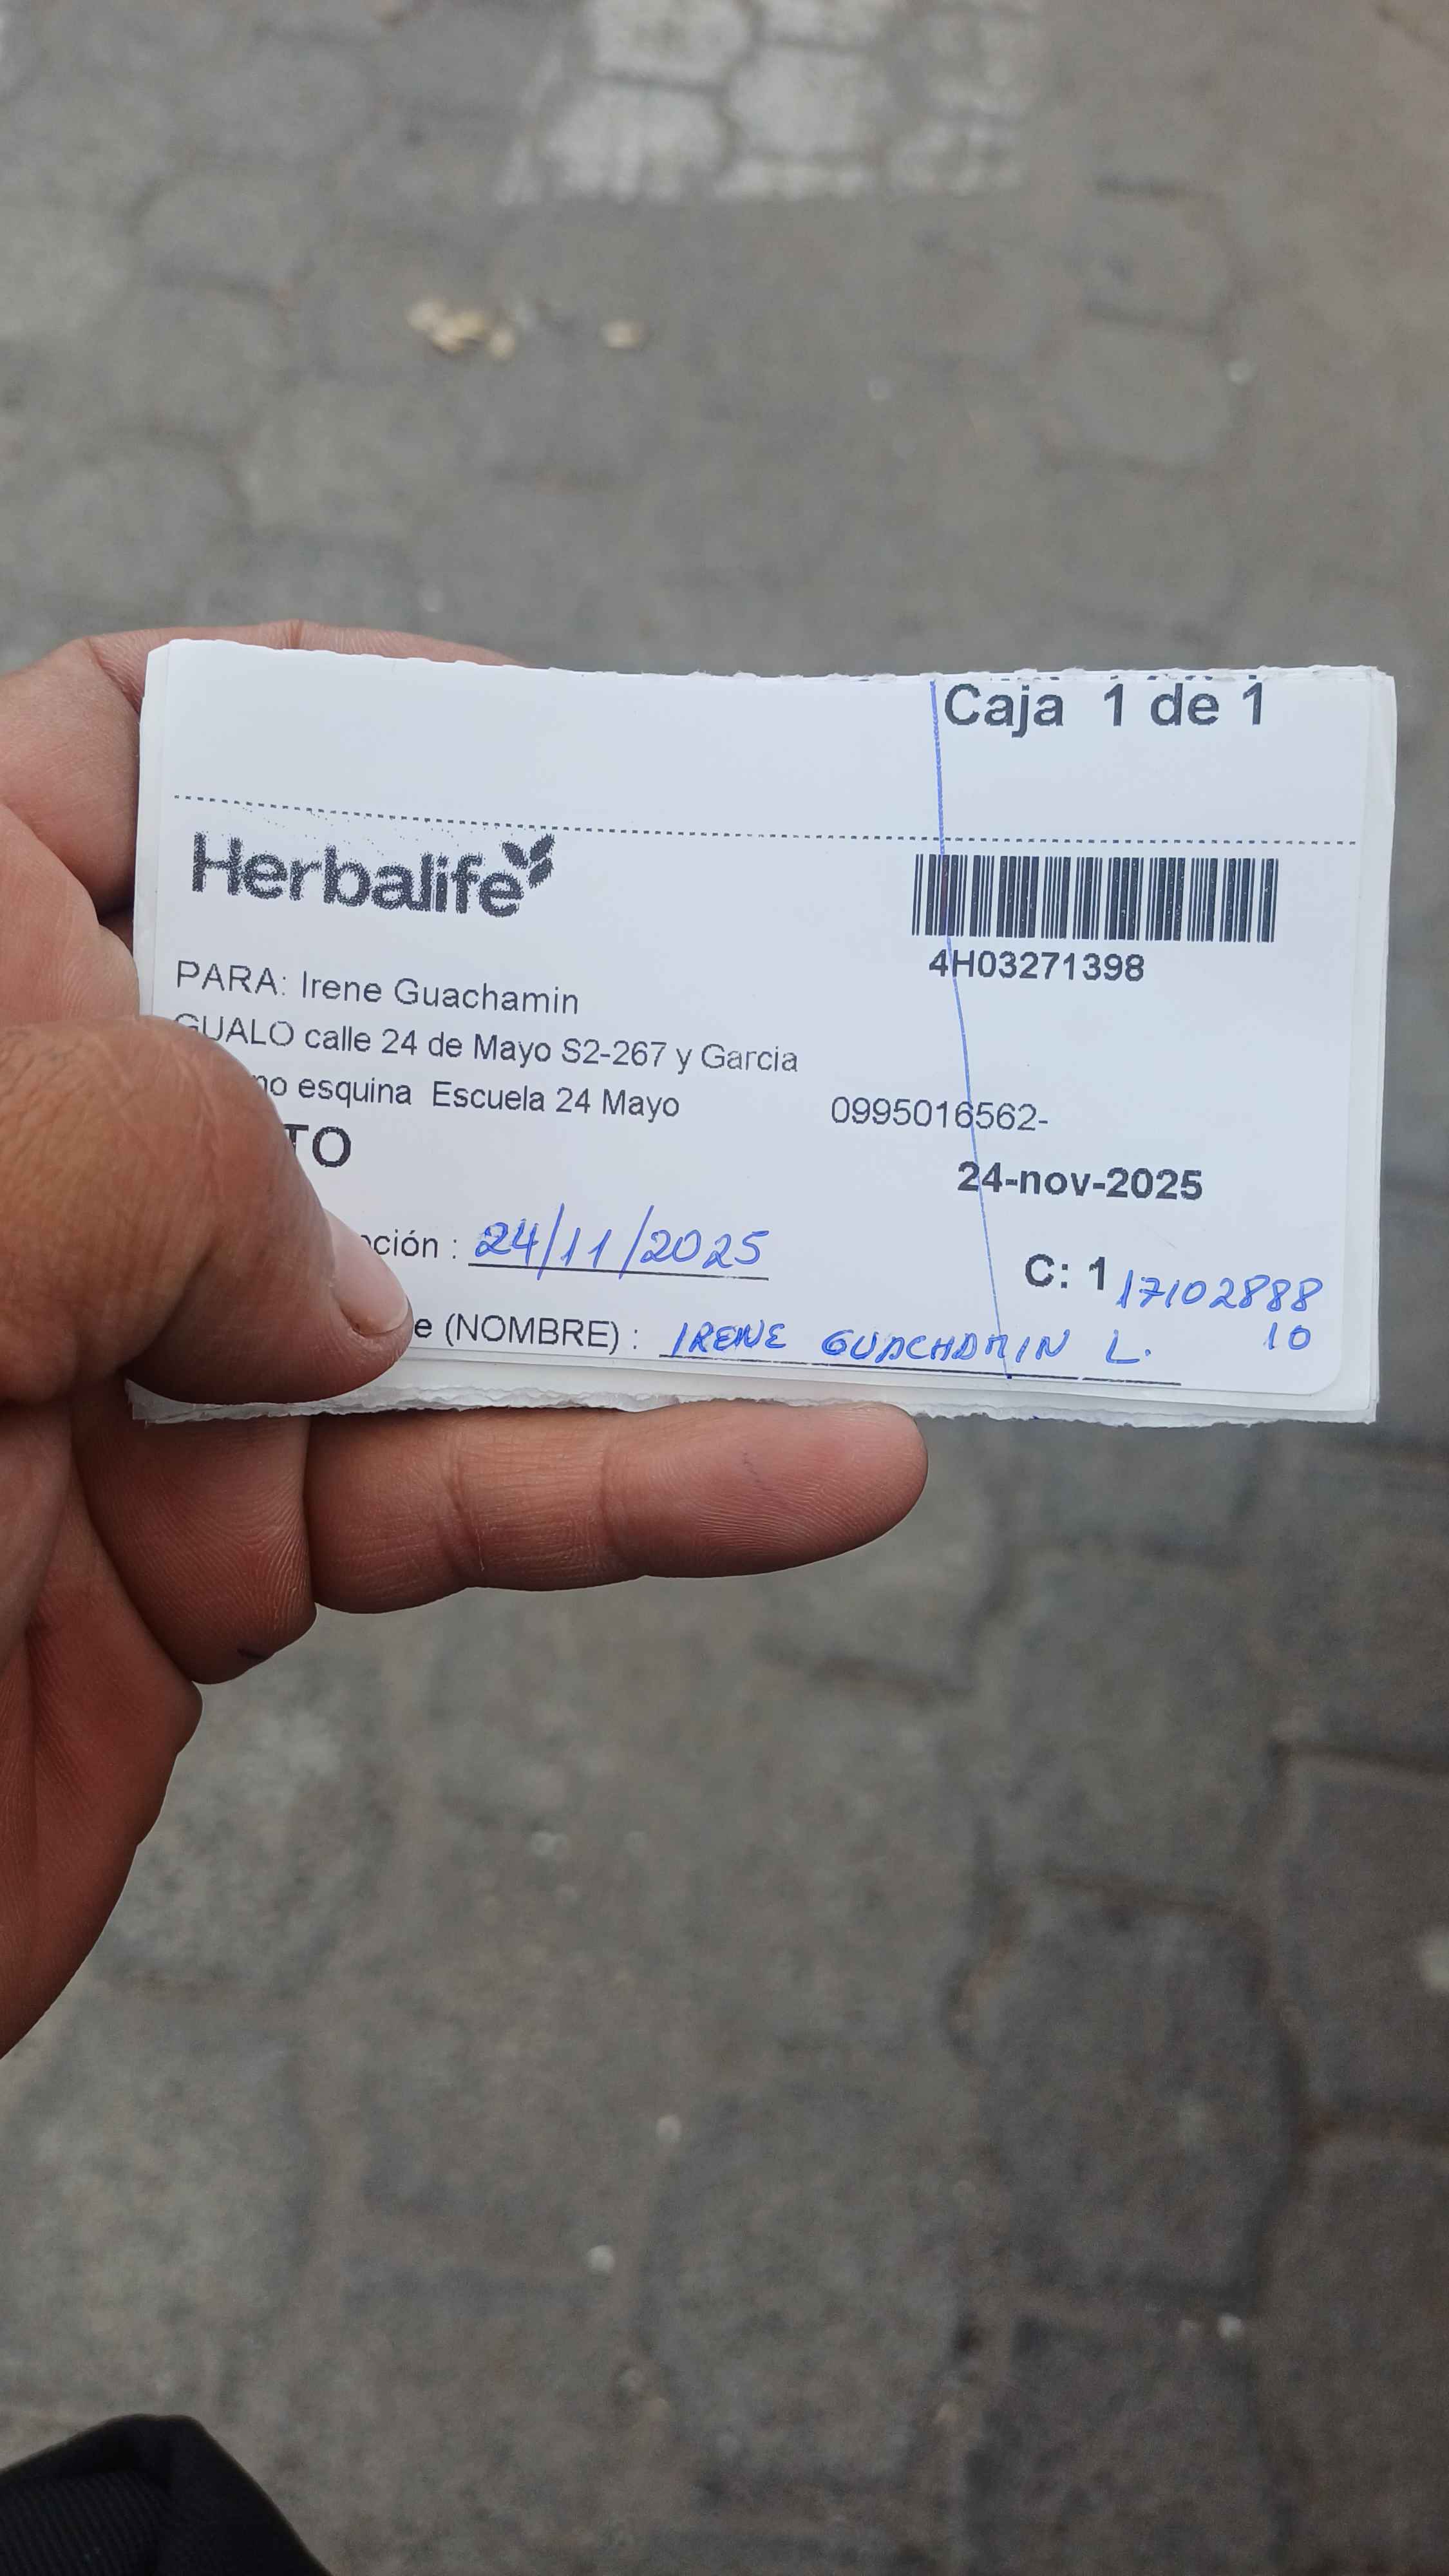 Caja 1 de 1
Herbalife
4H03271398
PARA: Irene Guachamin
GUALO calle 24 de Mayo S2-267 y Garcia
no esquina Escuela 24 Mayo 0995016562-
TO
24-nov-2025
ción : 24/11/2025
C: 1 17102888
10
e (NOMBRE) : IRENE GUACHAMIN L.